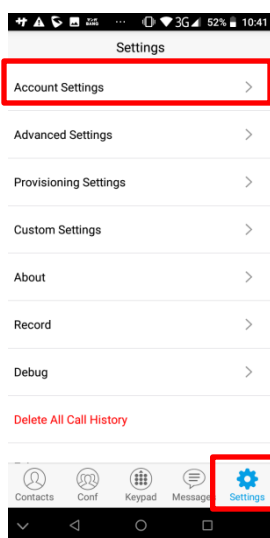 3G 52% 10:41
Settings
Account Settings
Advanced Settings
Provisioning Settings
Custom Settings
About
Record
Debug
Delete All Call History
Contacts Conf Keypad Message Settings